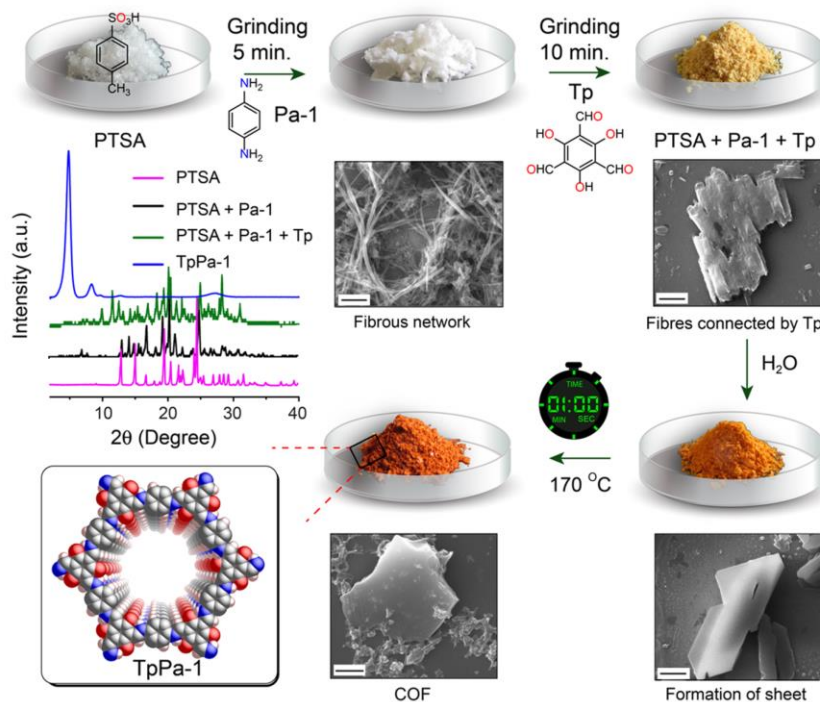 SO₃H
CH₃
PTSA
Grinding
5 min.
NH₂
NH₂
Pa-1
Grinding
10 min.
Tp
CHO
HO
OH
OHC
CHO
OH
PTSA + Pa-1 + Tp
Intensity (a.u.)
PTSA
PTSA + Pa-1
PTSA + Pa-1 + Tp
TpPa-1
10
20
30
40
2θ (Degree)
Fibrous network
Fibres connected by Tp
H₂O
TIME
01:00
MIN
SEC
170 °C
TpPa-1
COF
Formation of sheet